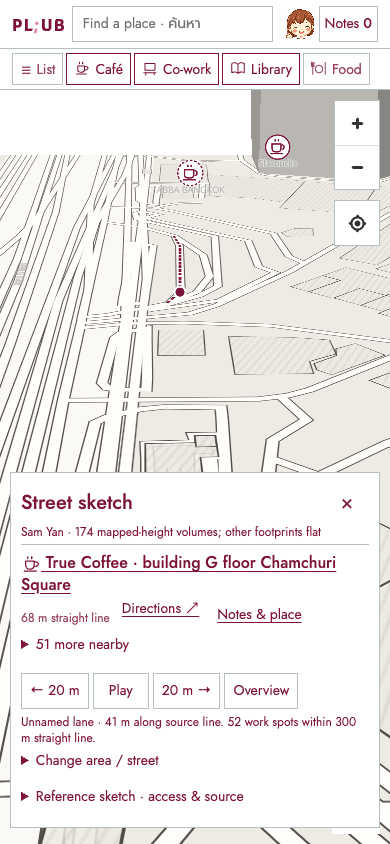 PL;UB
Find a place · ค้นหา
Notes 0
≡ List
Café
Co-work
Library
Food
Starbucks
ABBA BANGKOK
+
−
Street sketch
×
Sam Yan · 174 mapped-height volumes; other footprints flat
True Coffee · building G floor Chamchuri
Square
68 m straight line
Directions ↗
Notes & place
▶ 51 more nearby
← 20 m
Play
20 m →
Overview
Unnamed lane · 41 m along source line. 52 work spots within 300
m straight line.
▶ Change area / street
▶ Reference sketch · access & source